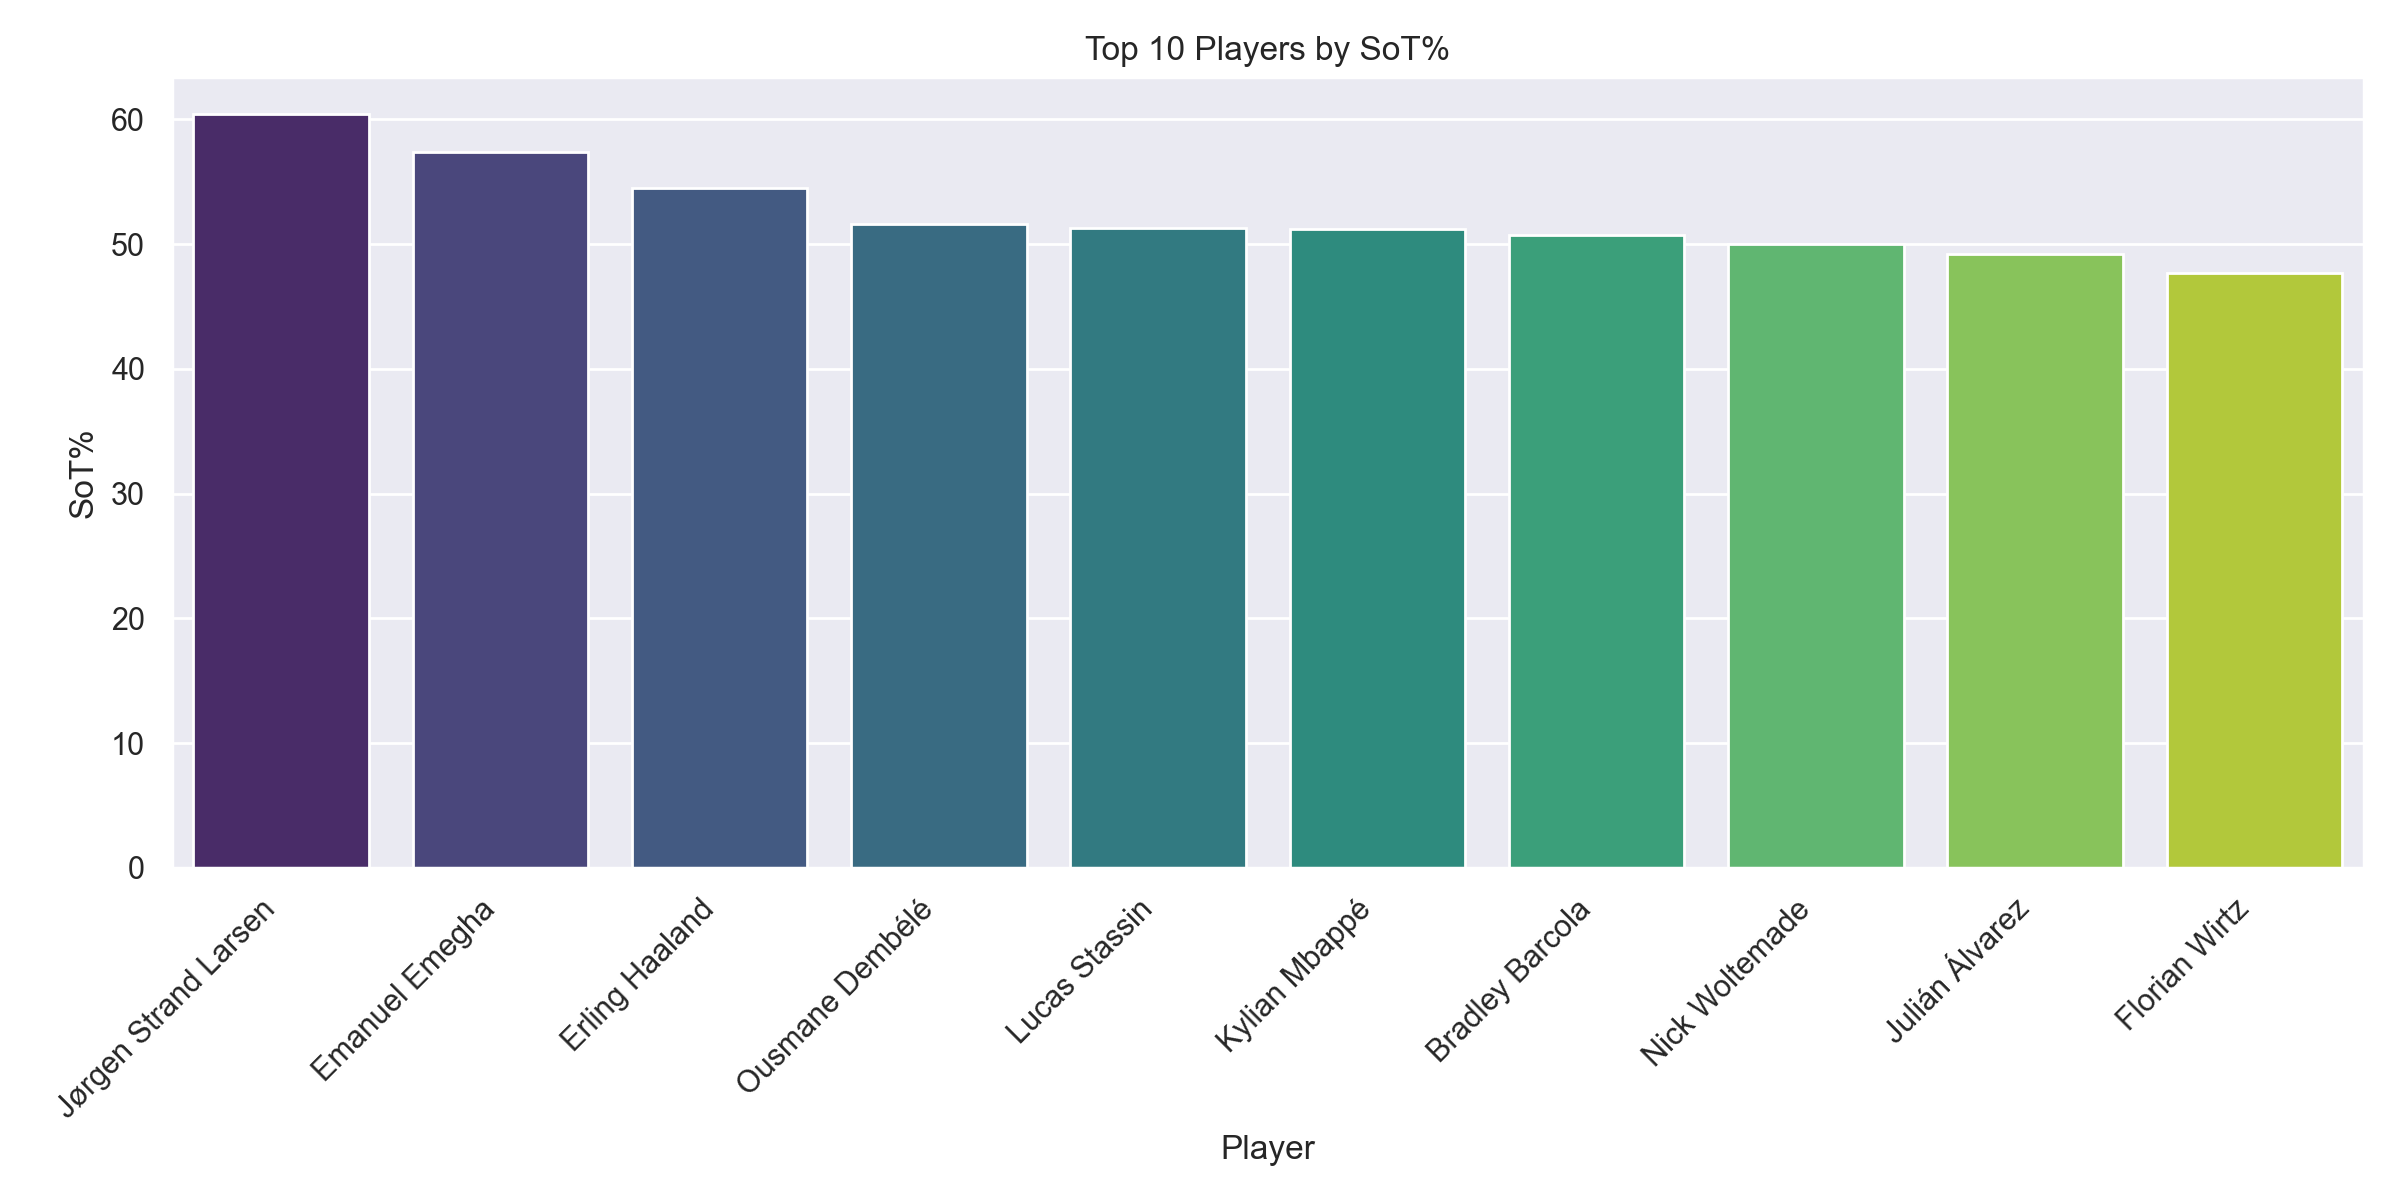 Top 10 Players by SoT%
60
50
40
30
20
10
0
SoT%
Jørgen Strand Larsen
Emanuel Emegha
Erling Haaland
Ousmane Dembélé
Lucas Stassin
Kylian Mbappé
Bradley Barcola
Nick Woltemade
Julián Álvarez
Florian Wirtz
Player